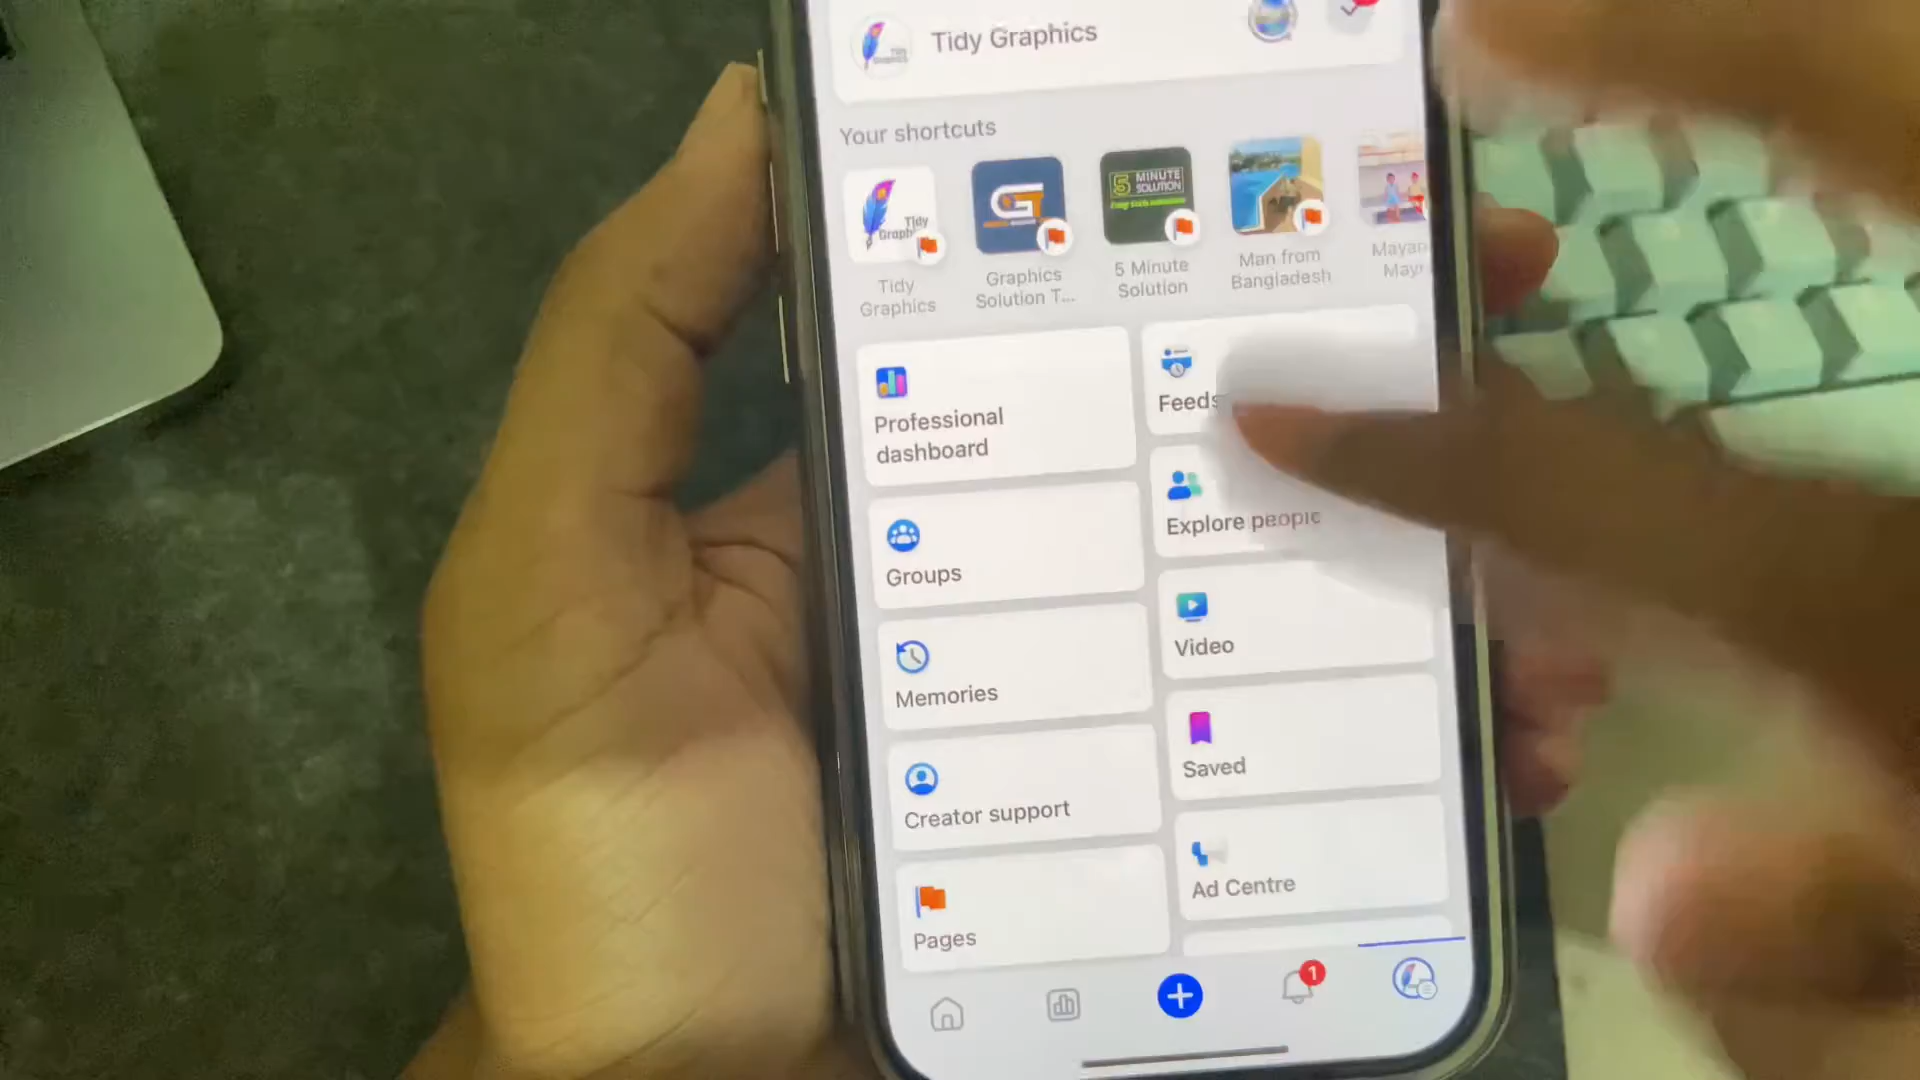 Tidy Graphics
Your shortcuts
Tidy
Graphics
Graphics
Solution T...
5 MINUTE
SOLUTION
5 Minute
Solution
Man from
Bangladesh
Professional
dashboard
Feeds
Explore people
Groups
Video
Memories
Saved
Creator support
Ad Centre
Pages
1